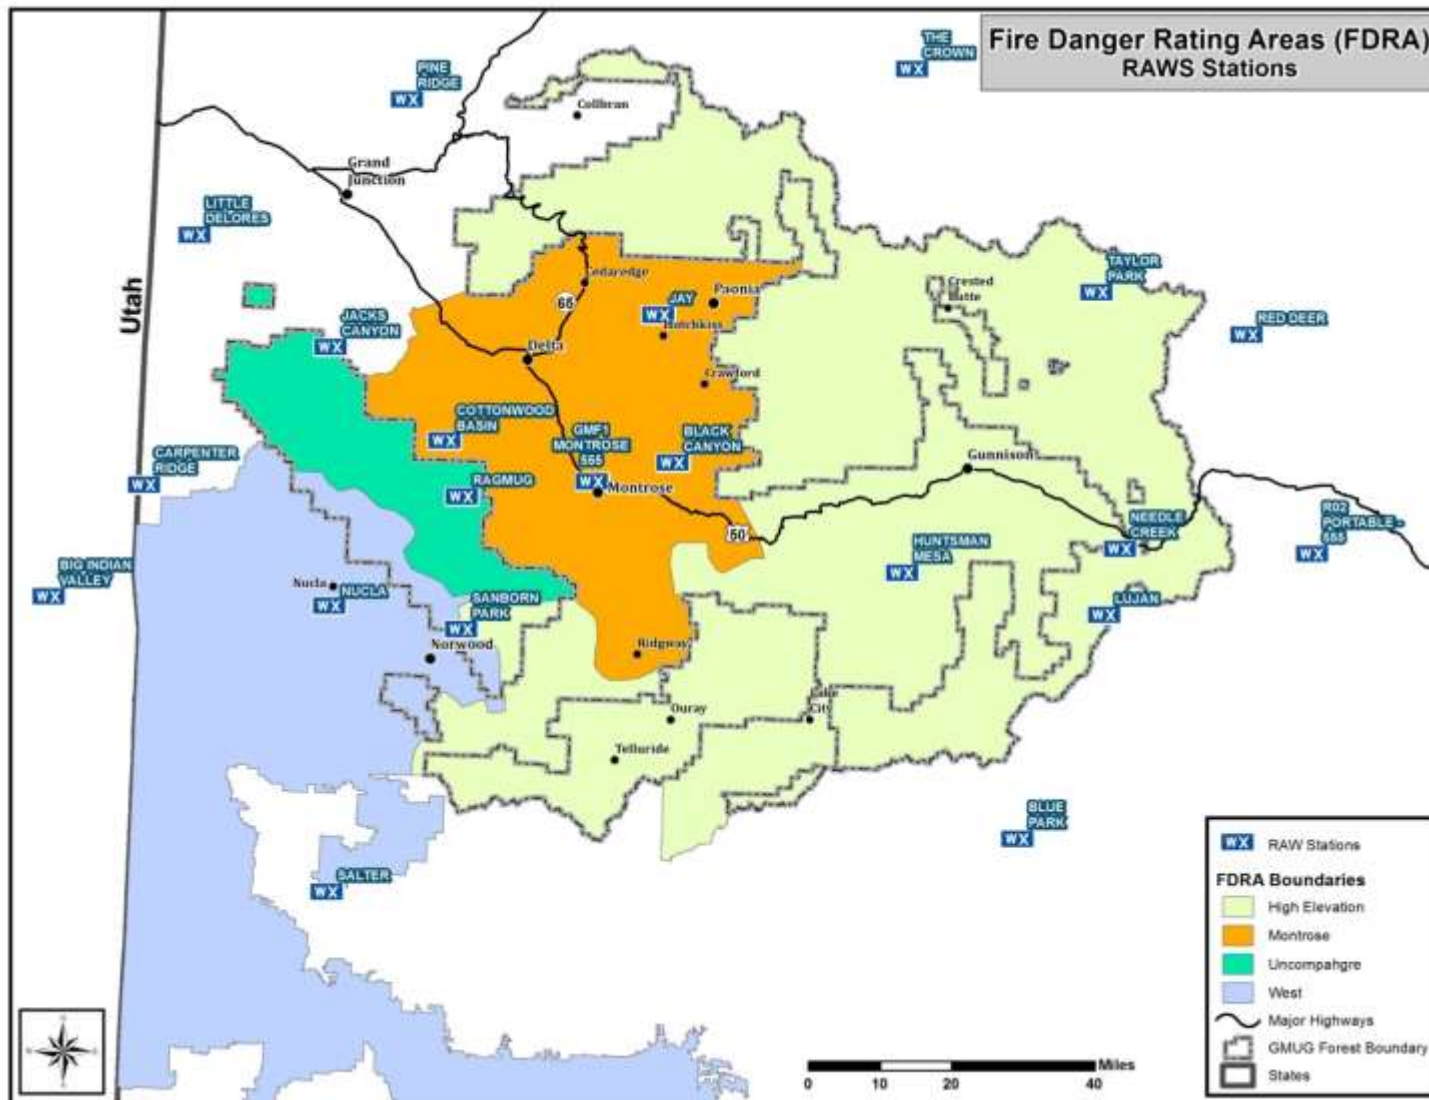 Fire Danger Rating Areas (FDRA)
RAWS Stations
THE
CROWN
WX
PINE
RIDGE
WX
Collbran
Grand
Junction
LITTLE
DELORES
WX
Utah
Cedaredge
65
TAYLOR
PARK
WX
Crested
Butte
Paonia
JAY
WX
Hotchkiss
JACKS
CANYON
WX
RED DEER
WX
Delta
Crawford
COTTONWOOD
BASIN
WX
GMF1
MONTROSE
555
WX
Montrose
BLACK
CANYON
WX
Gunnison
CARPENTER
RIDGE
WX
RAGMUG
WX
50
NEEDLE
CREEK
WX
R02
PORTABLE -
555
WX
HUNTSMAN
MESA
WX
BIG INDIAN
VALLEY
WX
Nucla
NUCLA
WX
SANBORN
PARK
WX
LUJAN
WX
Norwood
Ridgway
Lake
City
Ouray
Telluride
BLUE
PARK
WX
SALTER
WX
WX RAW Stations
FDRA Boundaries
High Elevation
Montrose
Uncompahgre
West
Major Highways
GMUG Forest Boundary
States
Miles
0 10 20 40